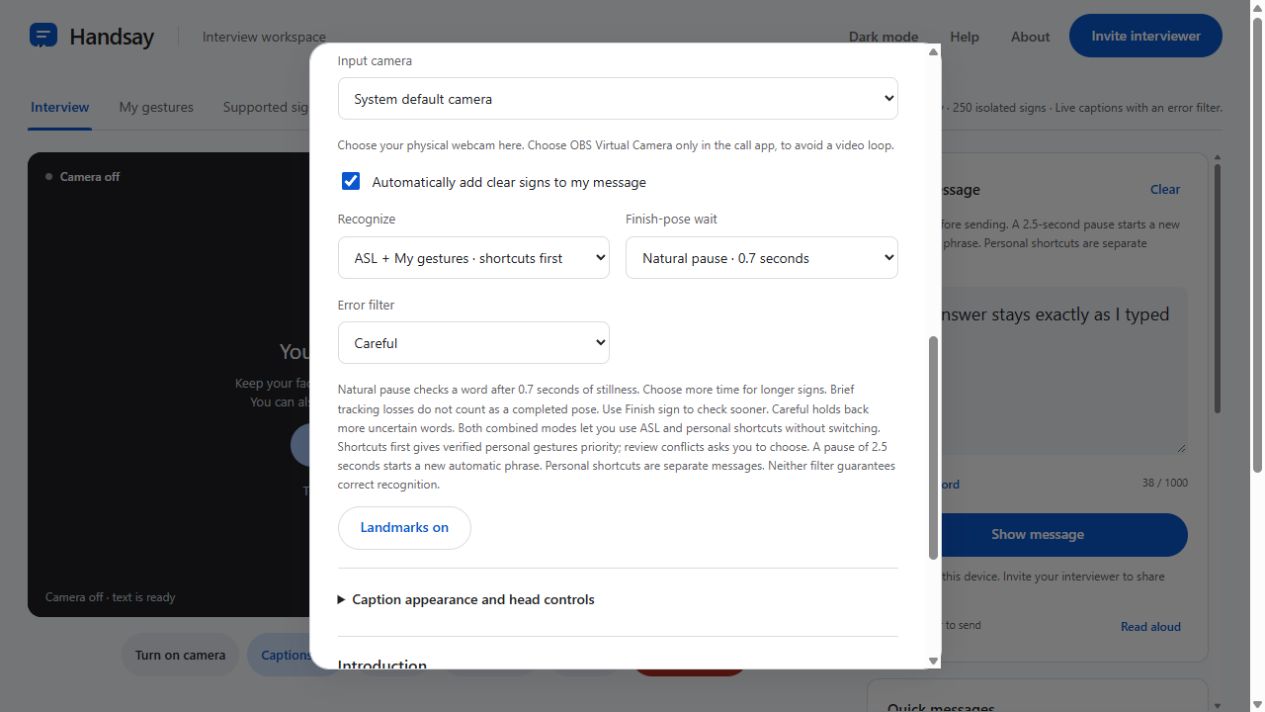 Handsay
Interview workspace
Dark mode
Help
About
Invite interviewer
Interview
My gestures
Supported sig
· 250 isolated signs · Live captions with an error filter.
Camera off
You
Keep your fac
You can al
T
Camera off · text is ready
Turn on camera
Captions
Input camera
System default camera
Choose your physical webcam here. Choose OBS Virtual Camera only in the call app, to avoid a video loop.
Automatically add clear signs to my message
Recognize
Finish-pose wait
ASL + My gestures · shortcuts first
Natural pause · 0.7 seconds
Error filter
Careful
Natural pause checks a word after 0.7 seconds of stillness. Choose more time for longer signs. Brief
tracking losses do not count as a completed pose. Use Finish sign to check sooner. Careful holds back
more uncertain words. Both combined modes let you use ASL and personal shortcuts without switching.
Shortcuts first gives verified personal gestures priority; review conflicts asks you to choose. A pause of 2.5
seconds starts a new automatic phrase. Personal shortcuts are separate messages. Neither filter guarantees
correct recognition.
Landmarks on
Caption appearance and head controls
Introduction
ssage
Clear
fore sending. A 2.5-second pause starts a new
phrase. Personal shortcuts are separate
nswer stays exactly as I typed
ord
38 / 1000
Show message
this device. Invite your interviewer to share
r to send
Read aloud
Quick messages